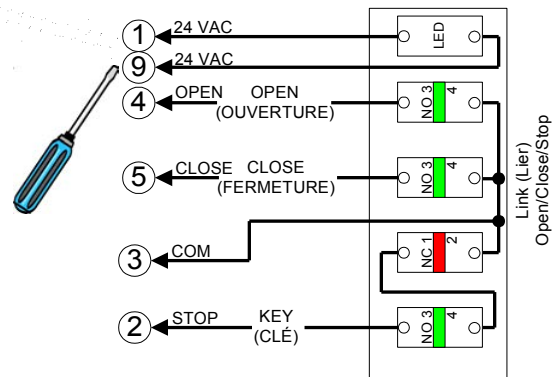 1 24 VAC LED
9 24 VAC
4 OPEN OPEN NO 3 4
(OUVERTURE)
5 CLOSE CLOSE NO 3 4
(FERMETURE)
3 COM NC 1 2
2 STOP KEY NO 3 4
(CLÉ)
Link (Lier)
Open/Close/Stop